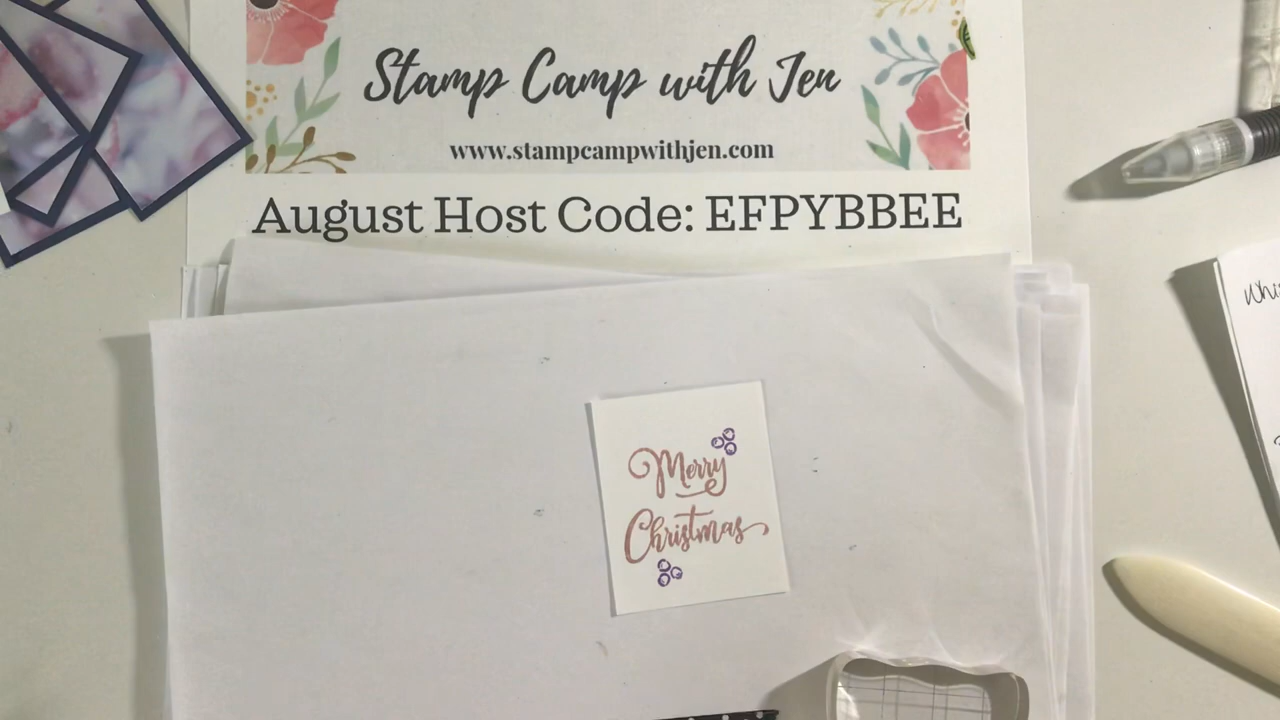 Stamp Camp with Jen
www.stampcampwithjen.com
August Host Code: EFPYBBEE
Merry
Christmas